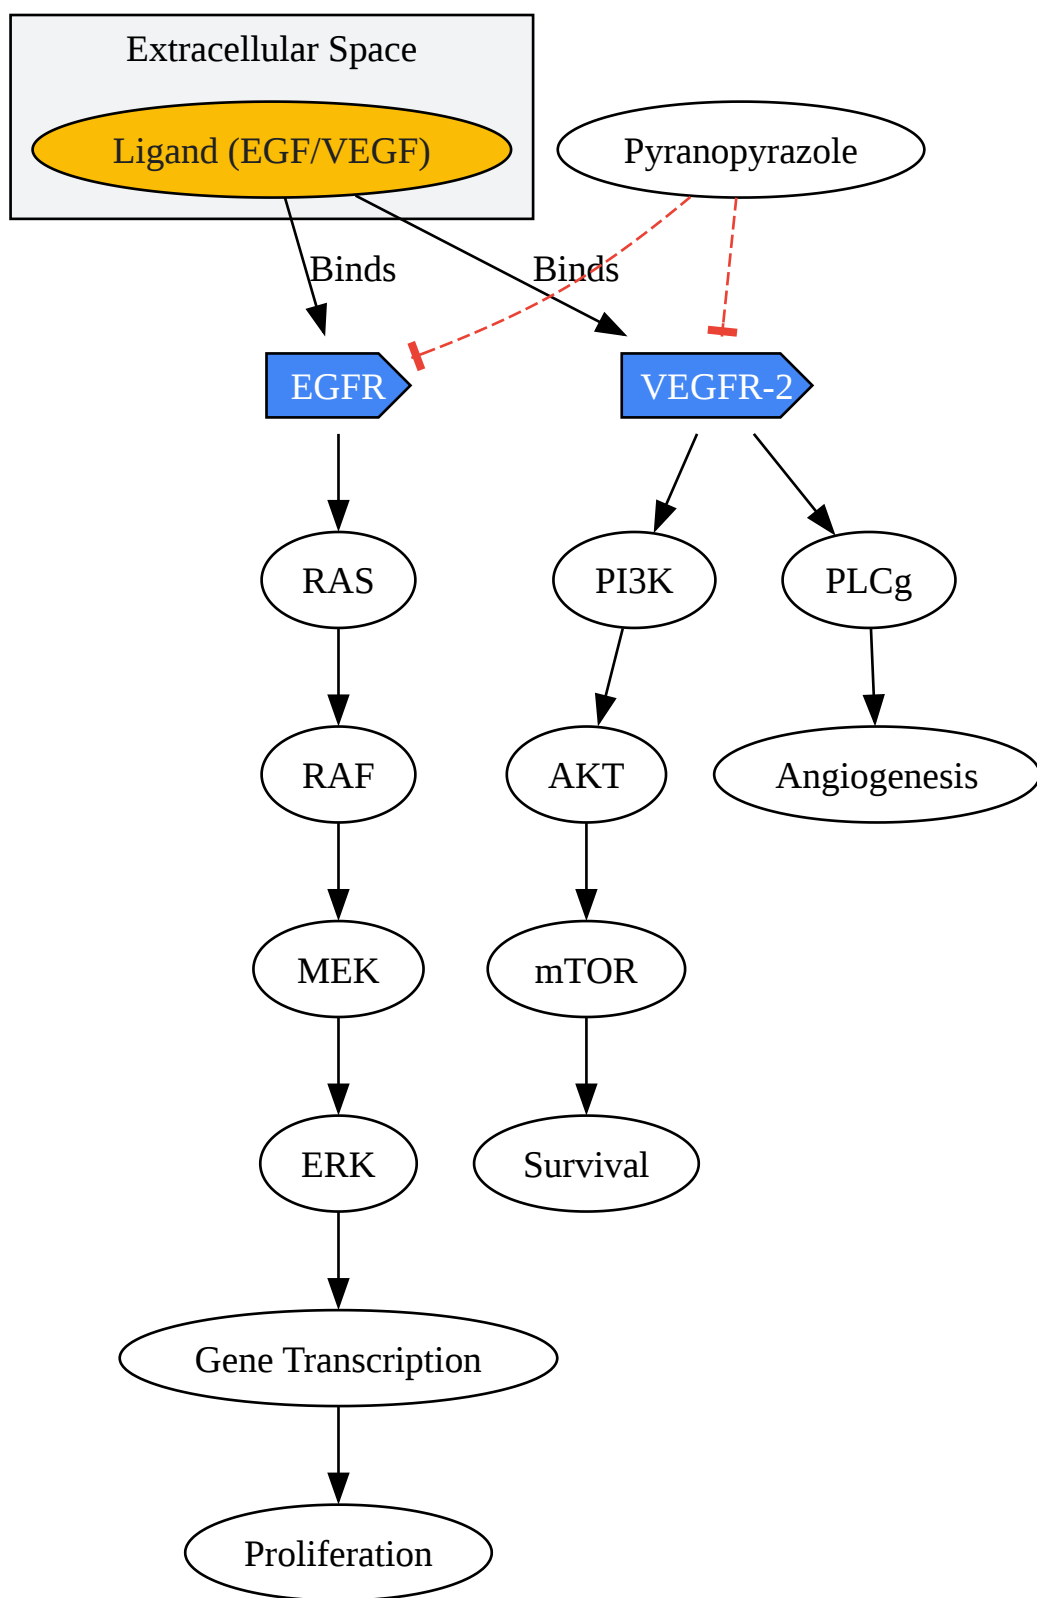 Extracellular Space
Ligand (EGF/VEGF)
Pyranopyrazole
Binds
Binds
EGFR
VEGFR-2
RAS
PI3K
PLCg
RAF
AKT
Angiogenesis
MEK
mTOR
ERK
Survival
Gene Transcription
Proliferation